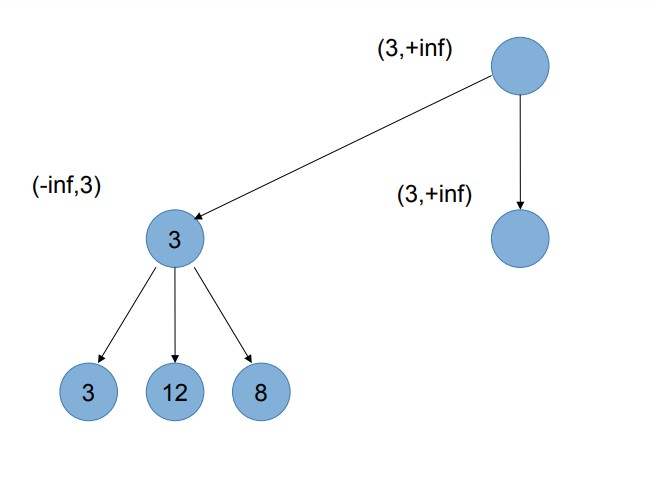 (3,+inf)
(-inf,3)
(3,+inf)
3
3
12
8